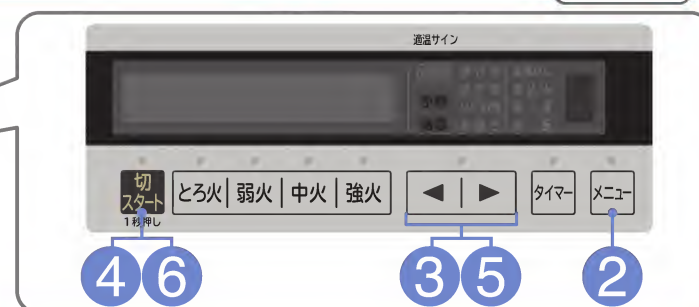 適温サイン
切
スタート
1秒押し
とろ火 弱火 中火 強火
◀ ▶
タイマー
メニュー
4 6 3 5 2